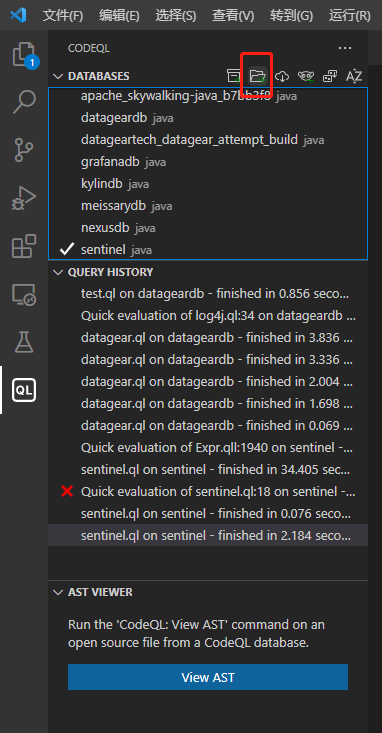 文件(F) 编辑(E) 选择(S) 查看(V) 转到(G) 运行(R)
CODEQL
DATABASES
apache_skywalking-java_b7bb3f9 java
datageardb java
datageartech_datagear_attempt_build java
grafanadb java
kylindb java
meissarydb java
nexusdb java
sentinel java
QUERY HISTORY
test.ql on datageardb - finished in 0.856 seco...
Quick evaluation of log4j.ql:34 on datageardb ...
datagear.ql on datageardb - finished in 3.836 ...
datagear.ql on datageardb - finished in 3.336 ...
datagear.ql on datageardb - finished in 2.004 ...
datagear.ql on datageardb - finished in 1.698 ...
datagear.ql on datageardb - finished in 0.069 ...
Quick evaluation of Expr.qll:1940 on sentinel -...
sentinel.ql on sentinel - finished in 34.405 sec...
Quick evaluation of sentinel.ql:18 on sentinel -...
sentinel.ql on sentinel - finished in 0.076 seco...
sentinel.ql on sentinel - finished in 2.184 seco...
AST VIEWER
Run the 'CodeQL: View AST' command on an
open source file from a CodeQL database.
View AST
1
QL
AZ